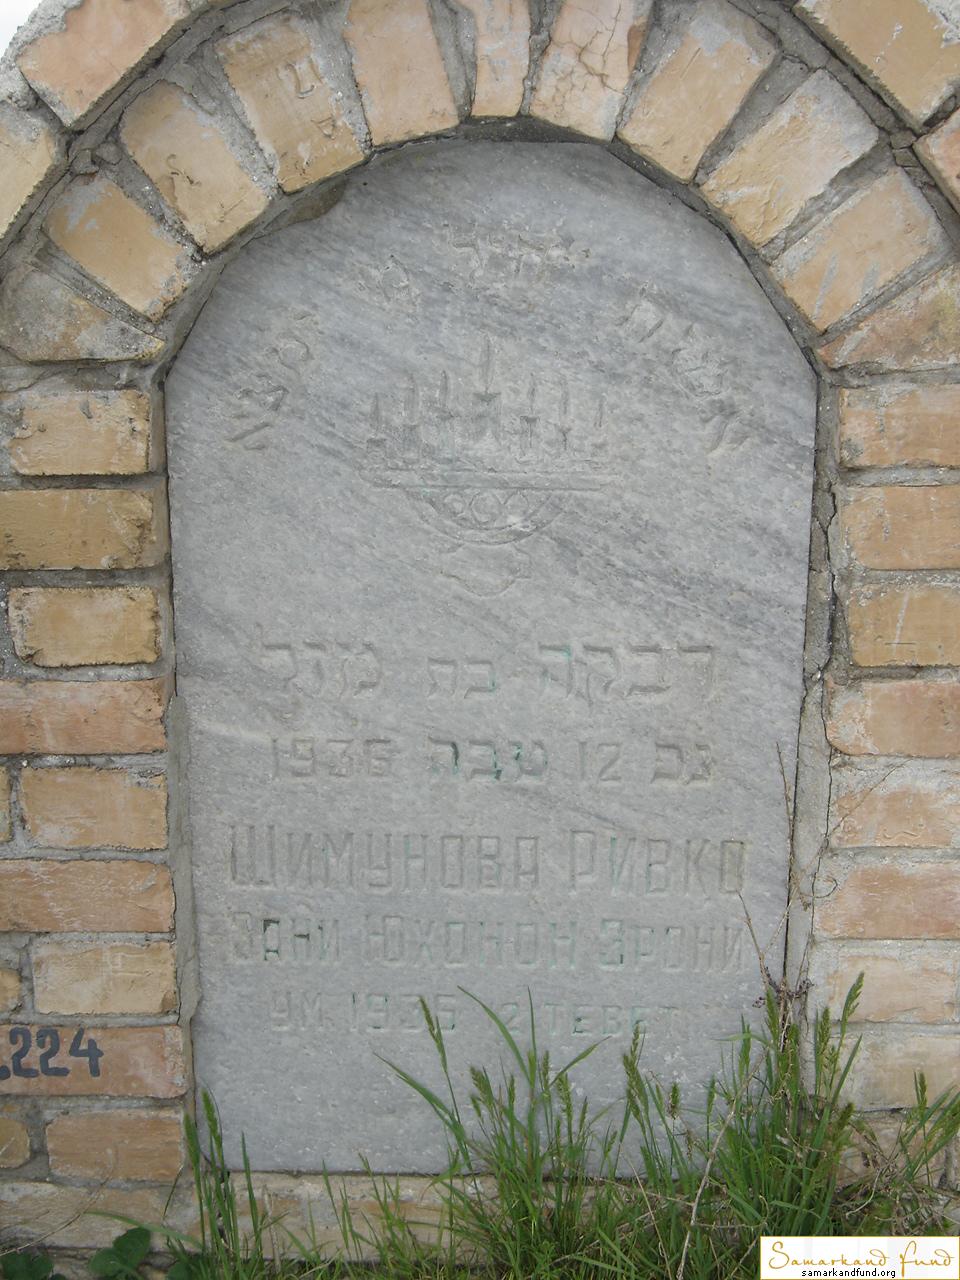 רבקה בת מזל
נפ 12 טבת 1936
ШИМУНОВА РИВКО
ЗАНИ ЮХОНОН ЭРОНИ
УМ. 1936 12 ТЕВЕТ
224
Samarkand Fund
samarkandfund.org